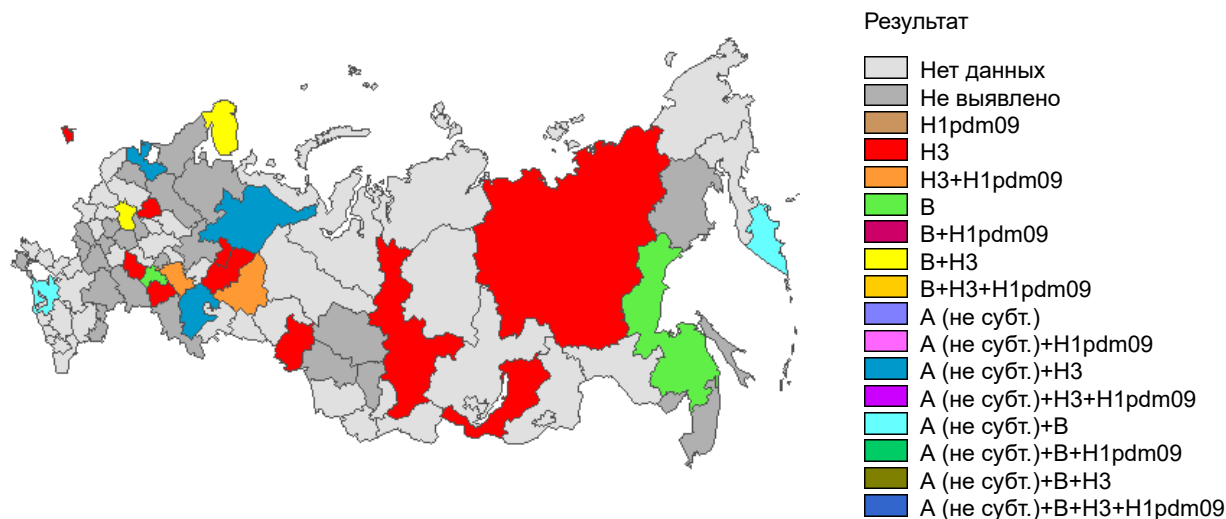 Результат
Нет данных
Не выявлено
H1pdm09
H3
H3+H1pdm09
B
B+H1pdm09
B+H3
B+H3+H1pdm09
А (не субт.)
А (не субт.)+H1pdm09
А (не субт.)+H3
А (не субт.)+H3+H1pdm09
А (не субт.)+B
А (не субт.)+B+H1pdm09
А (не субт.)+B+H3
А (не субт.)+B+H3+H1pdm09